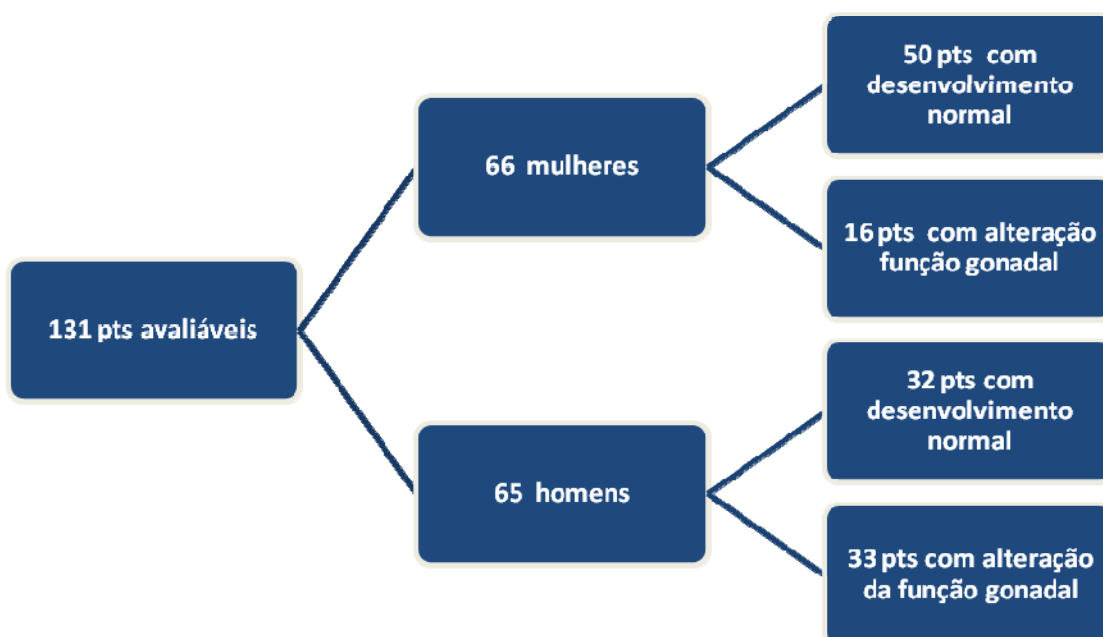 131 pts avaliáveis
66 mulheres
65 homens
50 pts com
desenvolvimento
normal
16 pts com alteração
função gonadal
32 pts com
desenvolvimento
normal
33 pts com alteração
da função gonadal